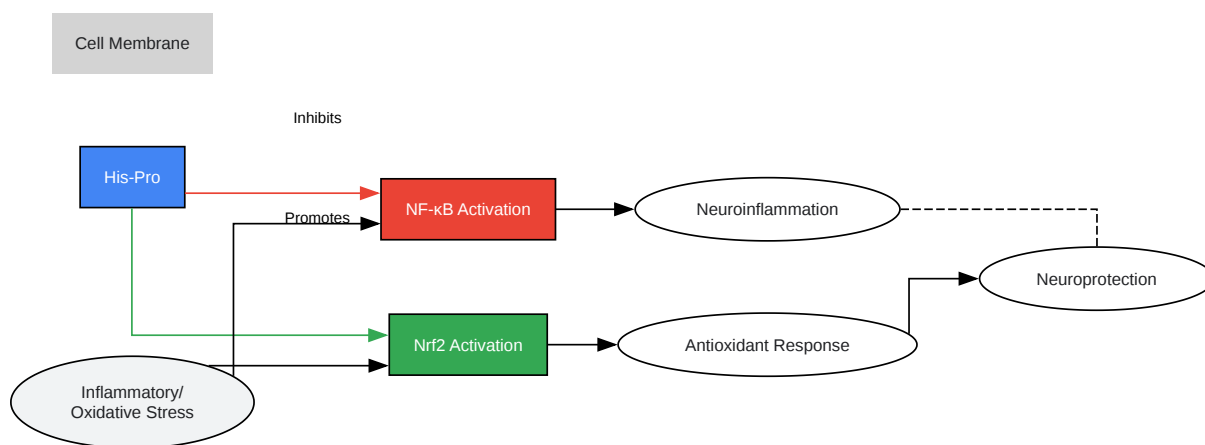 Cell Membrane
Inhibits
His-Pro
NF-κB Activation
Neuroinflammation
Promotes
Neuroprotection
Nrf2 Activation
Antioxidant Response
Inflammatory/
Oxidative Stress